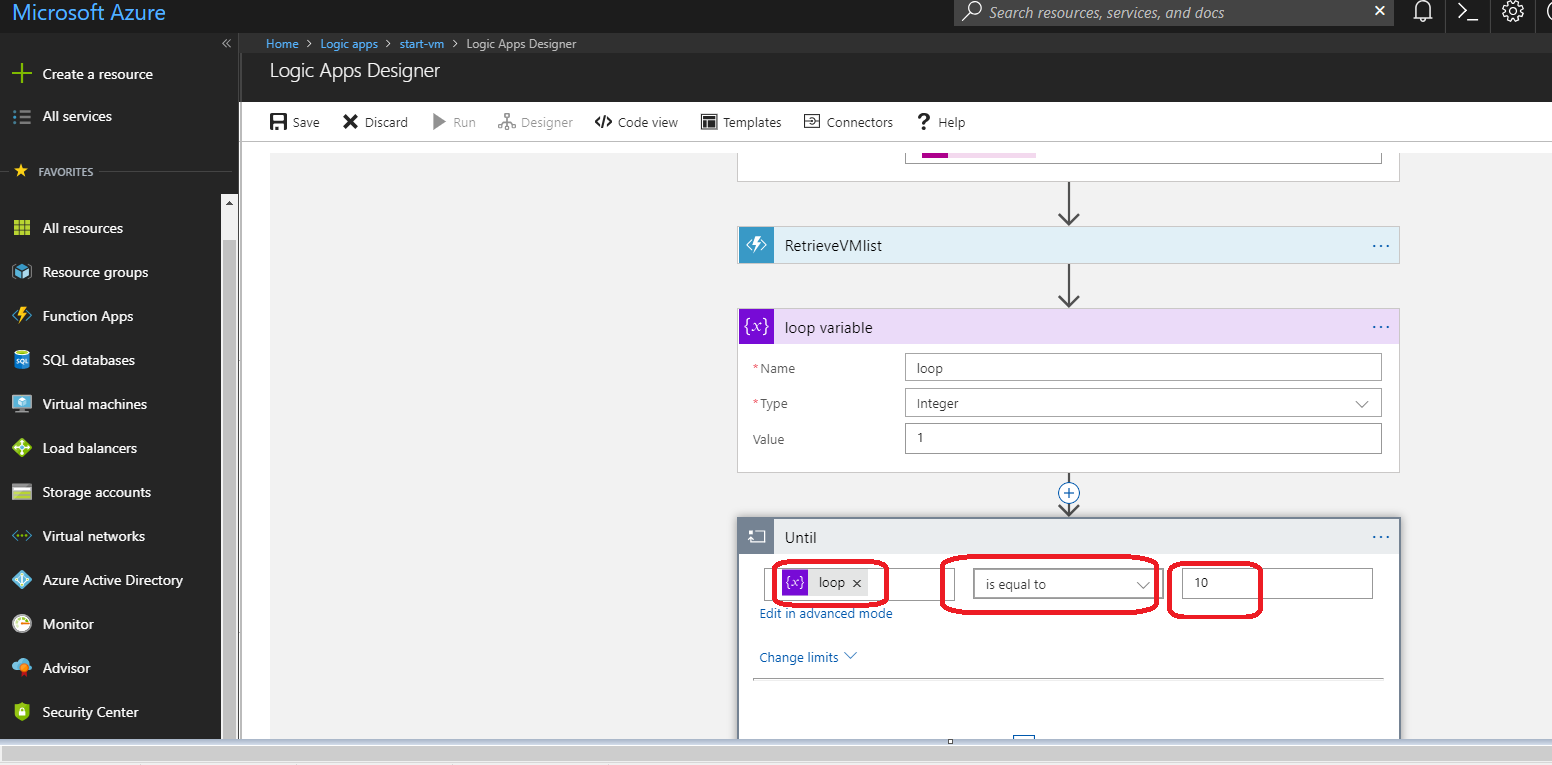 Microsoft Azure
Search resources, services, and docs
Home > Logic apps > start-vm > Logic Apps Designer
Logic Apps Designer
Create a resource
All services
FAVORITES
All resources
Resource groups
Function Apps
SQL
SQL databases
Virtual machines
Load balancers
Storage accounts
Virtual networks
Azure Active Directory
Monitor
Advisor
Security Center
Save Discard Run Designer </> Code view Templates Connectors ? Help
RetrieveVMlist ...
{x} loop variable ...
*Name loop
*Type Integer
Value 1
Until ...
{x} loop × is equal to 10
Edit in advanced mode
Change limits